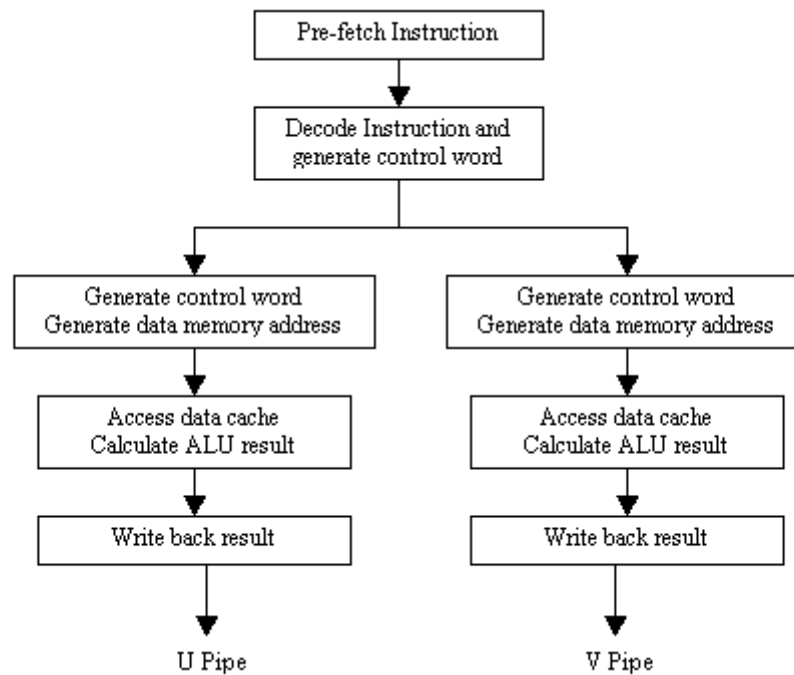 Pre-fetch Instruction
Decode Instruction and
generate control word
Generate control word
Generate data memory address
Generate control word
Generate data memory address
Access data cache
Calculate ALU result
Access data cache
Calculate ALU result
Write back result
Write back result
U Pipe
V Pipe